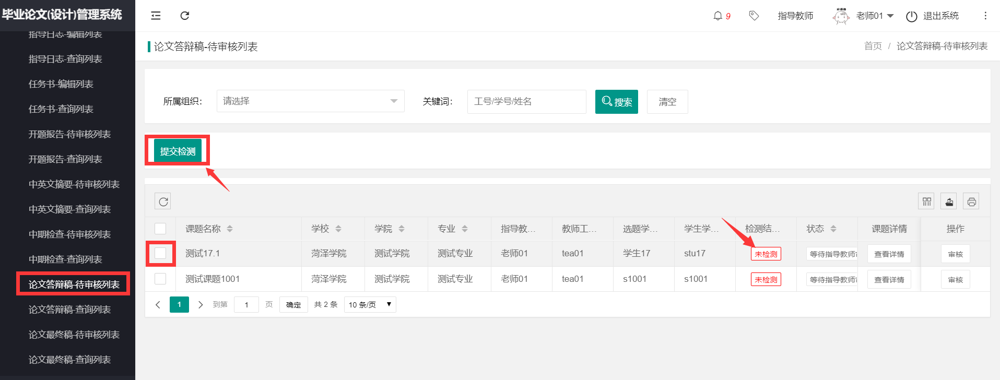 毕业论文(设计)管理系统
9
指导教师
老师01
退出系统
指导日志-编辑列表
指导日志-查询列表
任务书-编辑列表
任务书-查询列表
开题报告-待审核列表
开题报告-查询列表
中英文摘要-待审核列表
中英文摘要-查询列表
中期检查-待审核列表
中期检查-查询列表
论文答辩稿-待审核列表
论文答辩稿-查询列表
论文最终稿-待审核列表
论文最终稿-查询列表
论文答辩稿-待审核列表
首页 / 论文答辩稿-待审核列表
所属组织: 请选择 关键词: 工号/学号/姓名 搜索 清空
提交检测
课题名称 学校 学院 专业 指导教... 教师工... 选题学... 学生学... 检测结... 状态 课题详情 操作
测试17.1 菏泽学院 测试学院 测试专业 老师01 tea01 学生17 stu17 未检测 等待指导教师 查看详情 审核
测试课题1001 菏泽学院 测试学院 测试专业 老师01 tea01 s1001 s1001 未检测 等待指导教师 查看详情 审核
1 到第 1 页 确定 共 2 条 10 条/页